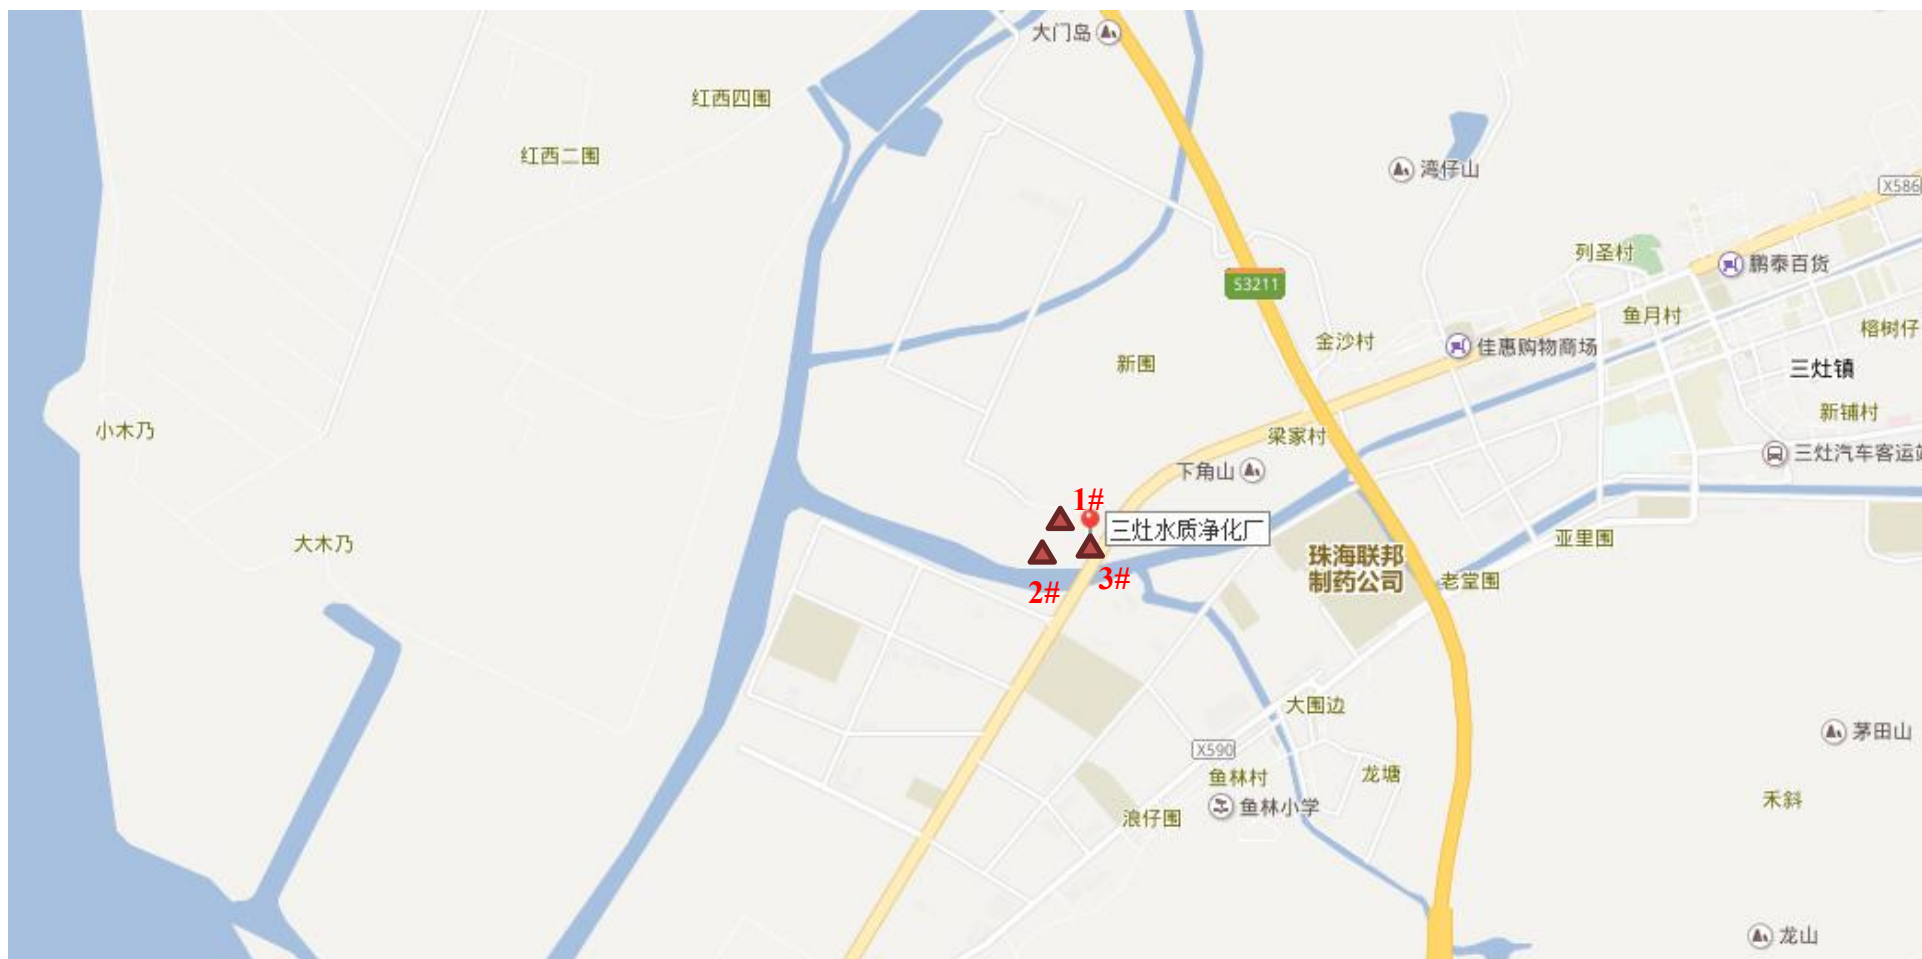 大门岛
红西四围
红西二围
湾仔山
X586
列圣村
鹏泰百货
S3211
鱼月村
榕树仔
金沙村
佳惠购物商场
新围
三灶镇
新铺村
小木乃
梁家村
三灶汽车客运
下角山
1#
三灶水质净化厂
大木乃
亚里围
珠海联邦
制药公司
老堂围
2#
3#
大围边
茅田山
X590
鱼林村
龙塘
禾斜
鱼林小学
浪仔围
龙山